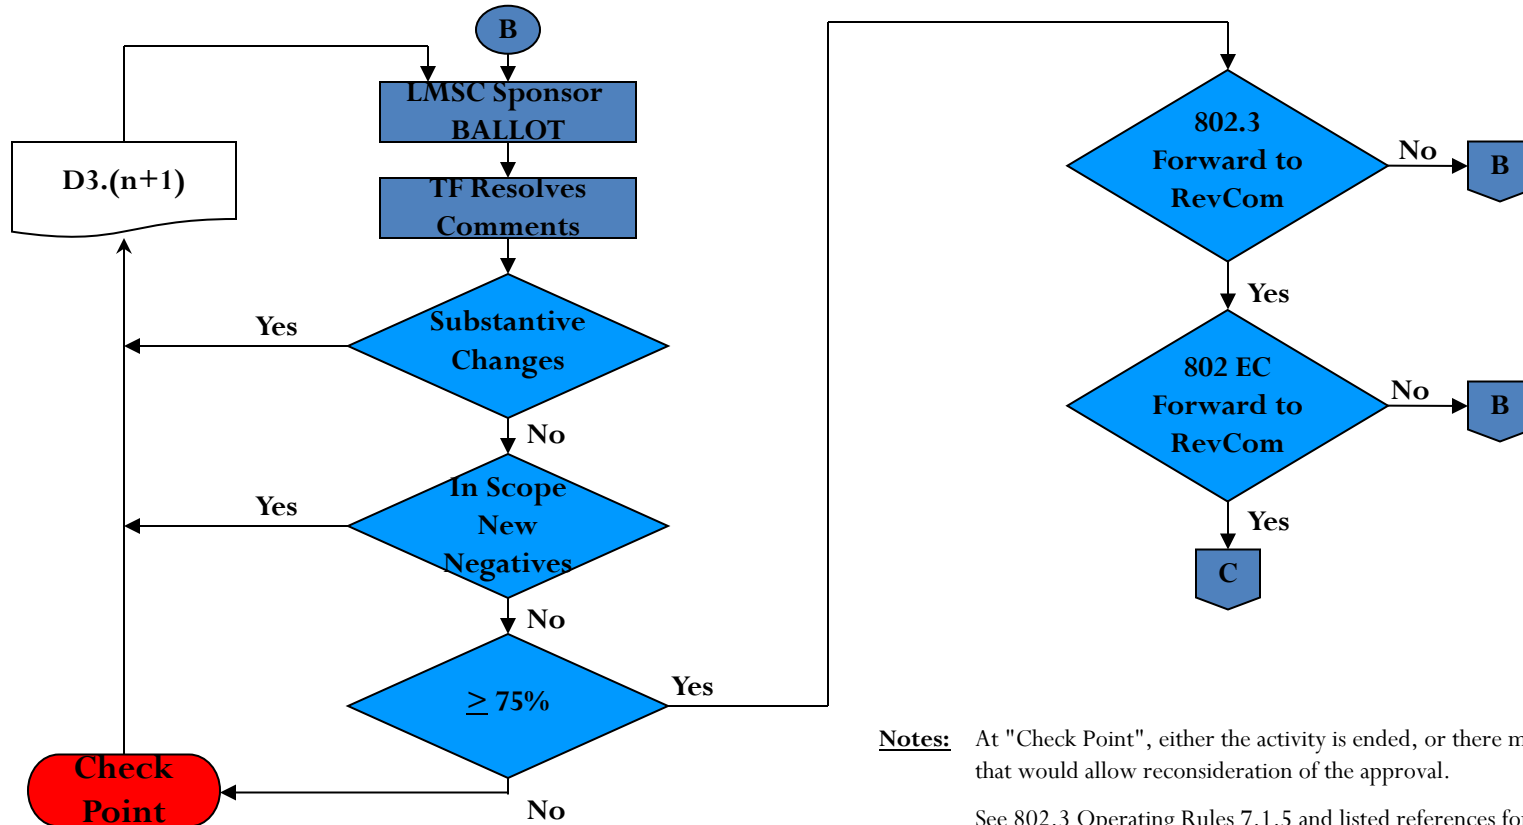 B
LMSC Sponsor
BALLOT
D3.(n+1)
TF Resolves
Comments
Substantive
Changes
Yes
No
In Scope
New
Negatives
Yes
No
≥ 75%
Yes
No
Check
Point
802.3
Forward to
RevCom
No
B
Yes
802 EC
Forward to
RevCom
No
B
Yes
C
Notes: At "Check Point", either the activity is ended, or there
that would allow reconsideration of the approval.
See 802.3 Operating Rules 7.1.5 and listed references